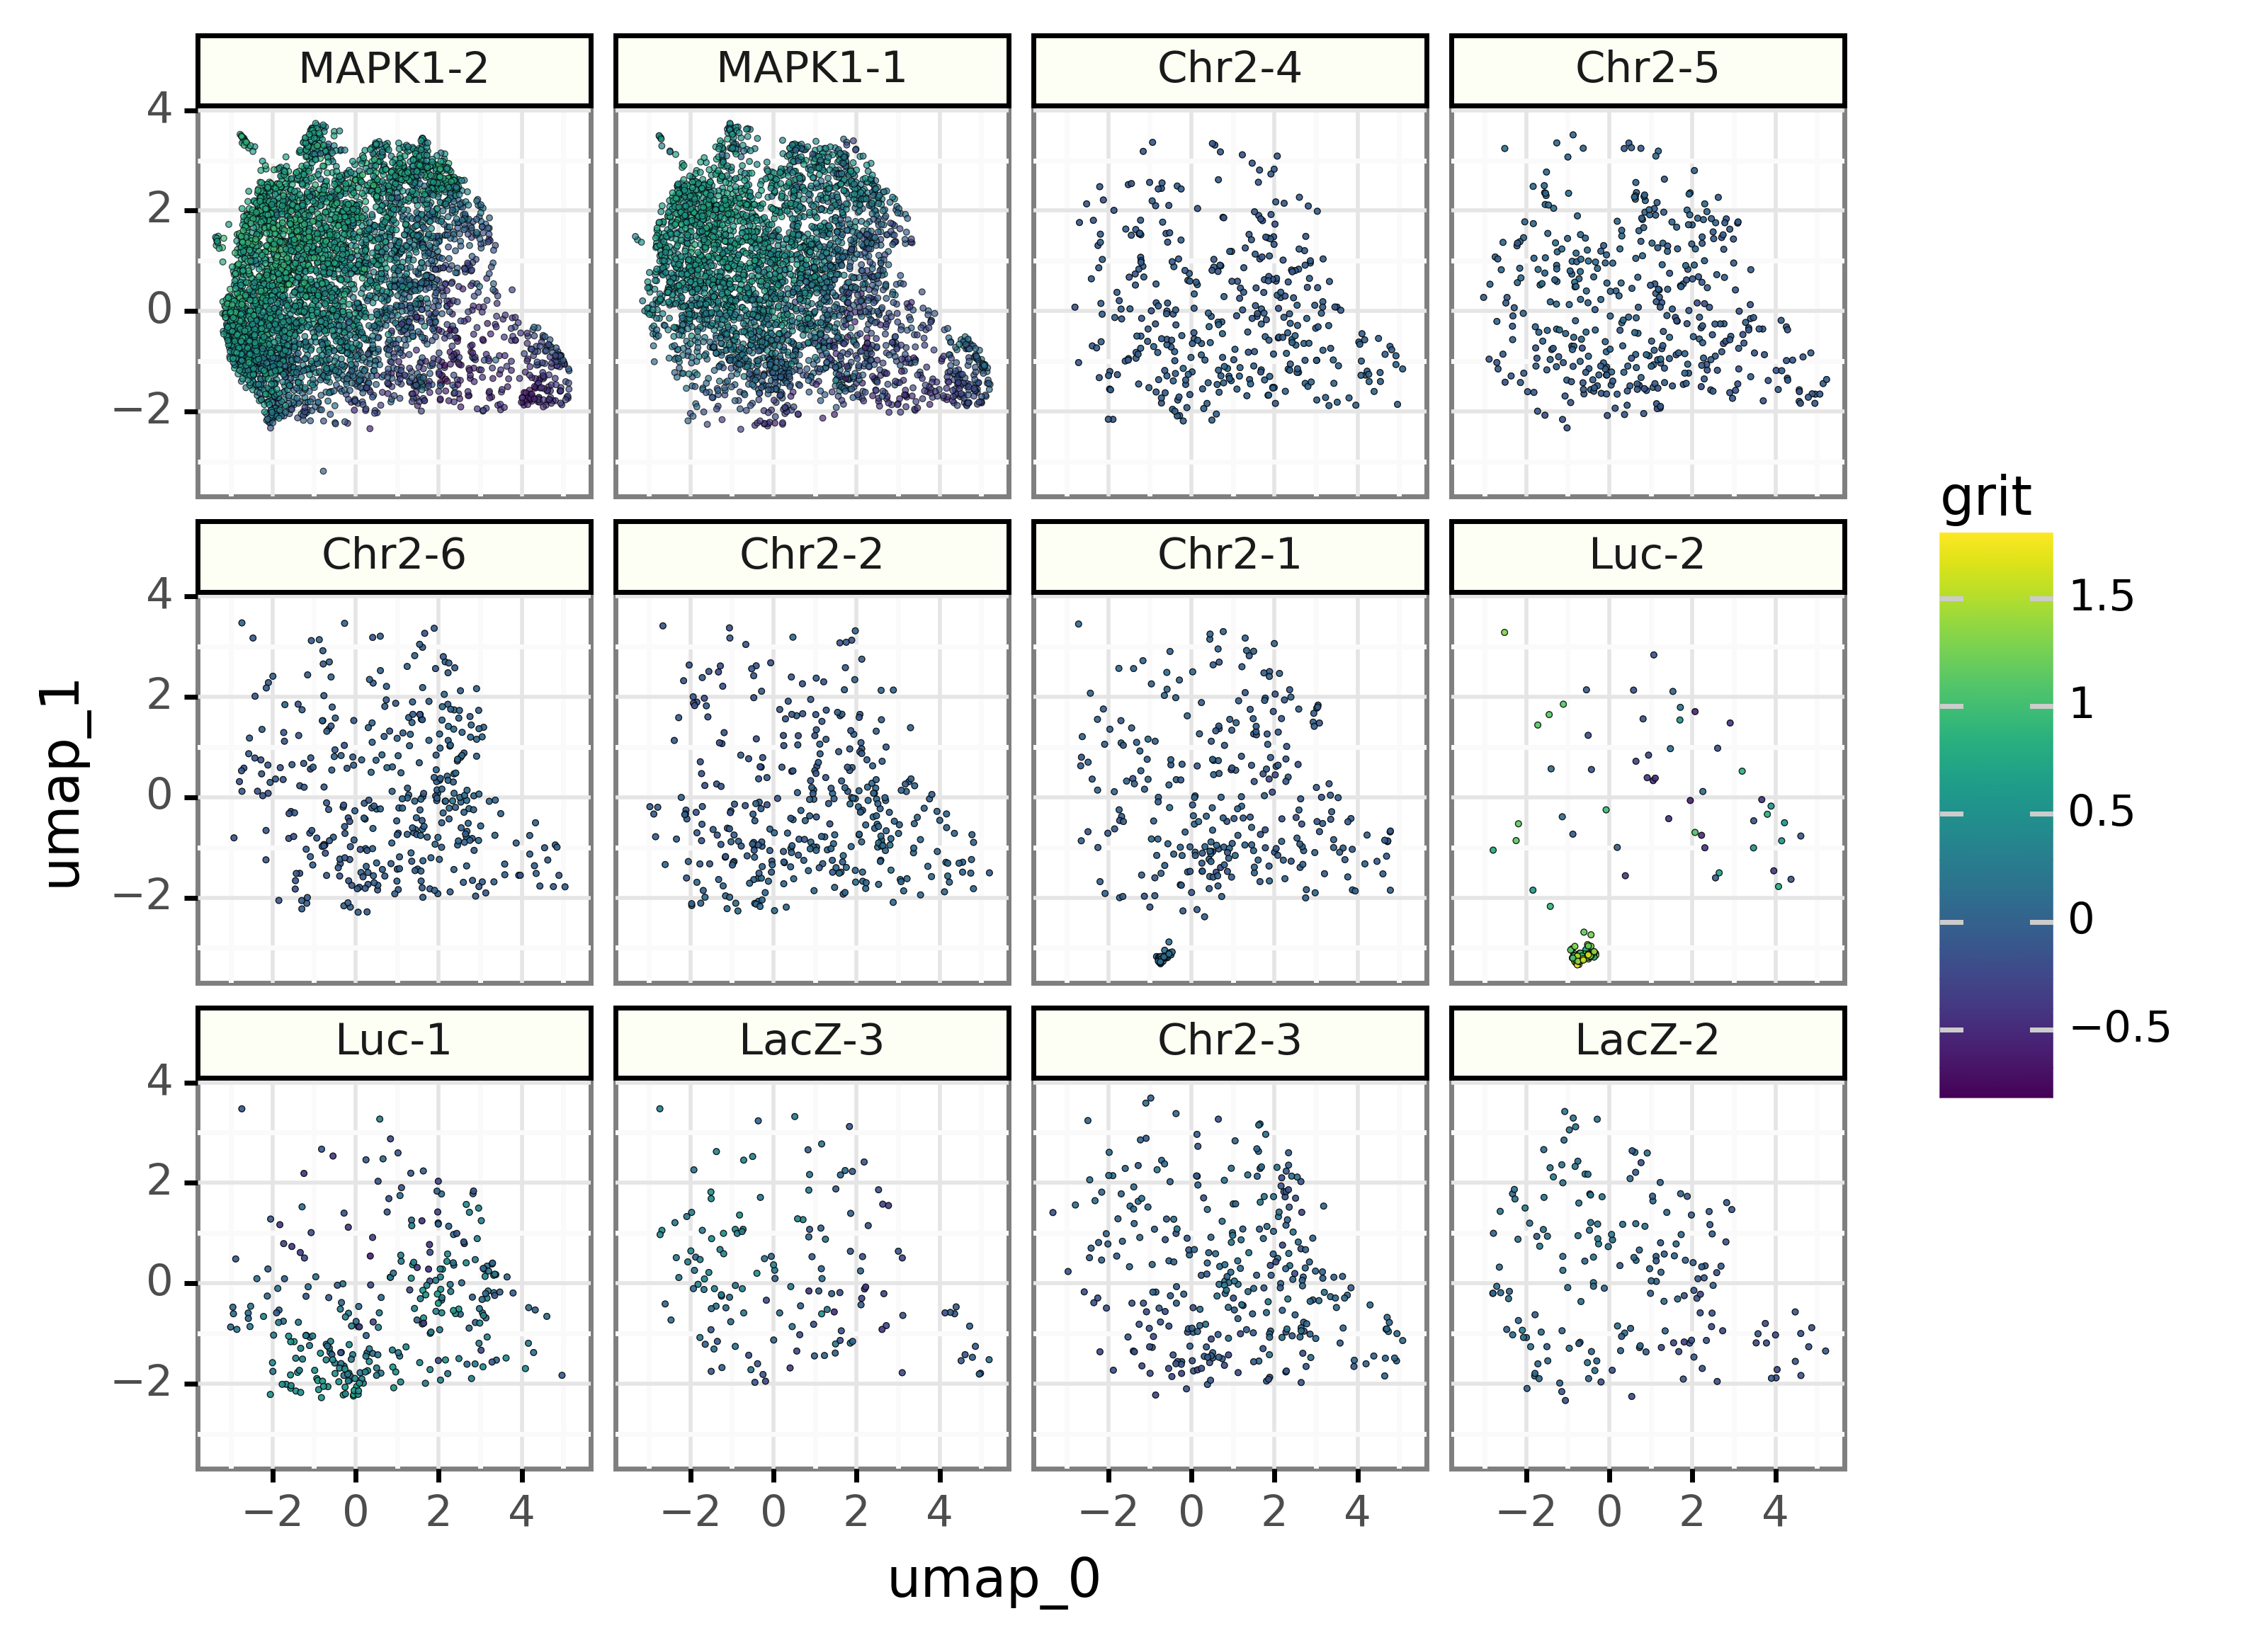 MAPK1-2 MAPK1-1 Chr2-4 Chr2-5
4
2
0
−2
Chr2-6 Chr2-2 Chr2-1 Luc-2
4
2
0
−2
Luc-1 LacZ-3 Chr2-3 LacZ-2
4
2
0
−2
−2 0 2 4 −2 0 2 4 −2 0 2 4 −2 0 2 4
umap_0
umap_1
grit
1.5
1
0.5
0
−0.5